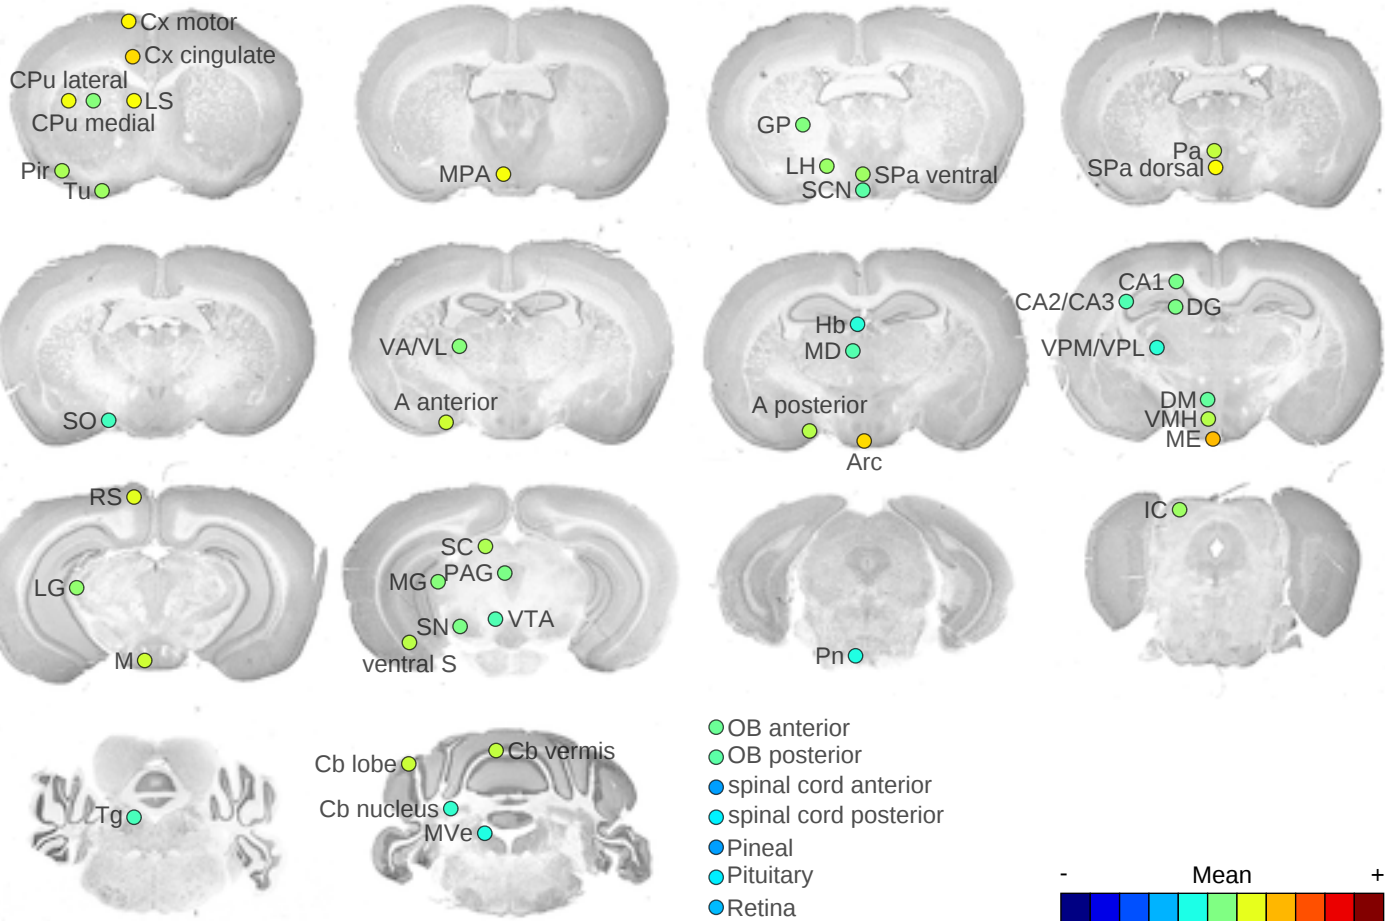 Cx motor
Cx cingulate
CPu lateral
LS
CPu medial
Pir
Tu
MPA
GP
LH
SPa ventral
SCN
Pa
SPa dorsal
SO
VA/VL
A anterior
Hb
MD
A posterior
Arc
CA1
CA2/CA3
DG
VPM/VPL
DM
VMH
ME
RS
LG
M
SC
MG
PAG
SN
VTA
ventral S
Pn
IC
Tg
Cb lobe
Cb vermis
Cb nucleus
MVe
OB anterior
OB posterior
spinal cord anterior
spinal cord posterior
Pineal
Pituitary
Retina
- Mean +